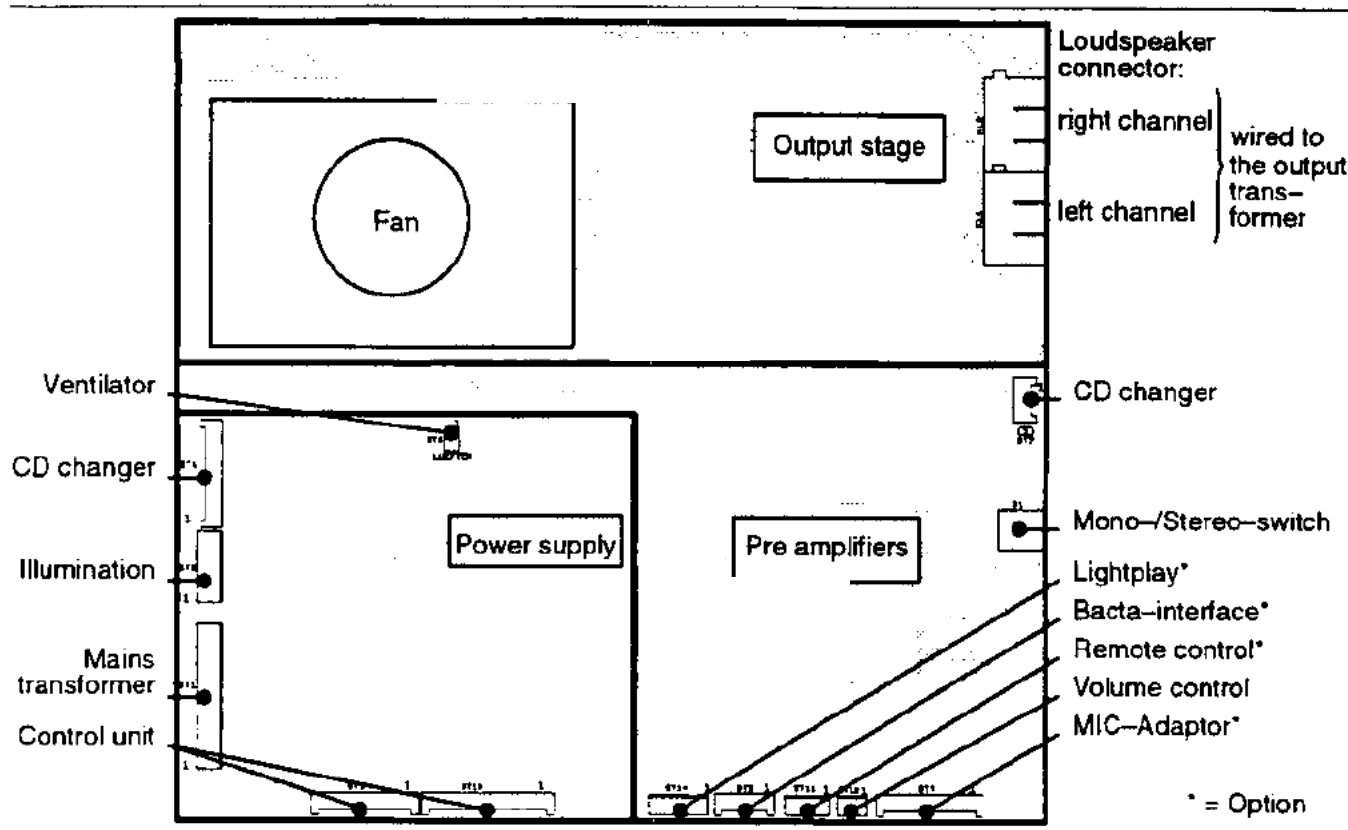 Loudspeaker
connector:
right channel
left channel
wired to
the output
trans–
former
Output stage
Fan
Ventilator
CD changer
Illumination
Mains
transformer
Control unit
Power supply
Pre amplifiers
CD changer
Mono–/Stereo–switch
Lightplay*
Bacta–interface*
Remote control*
Volume control
MIC–Adaptor*
* = Option